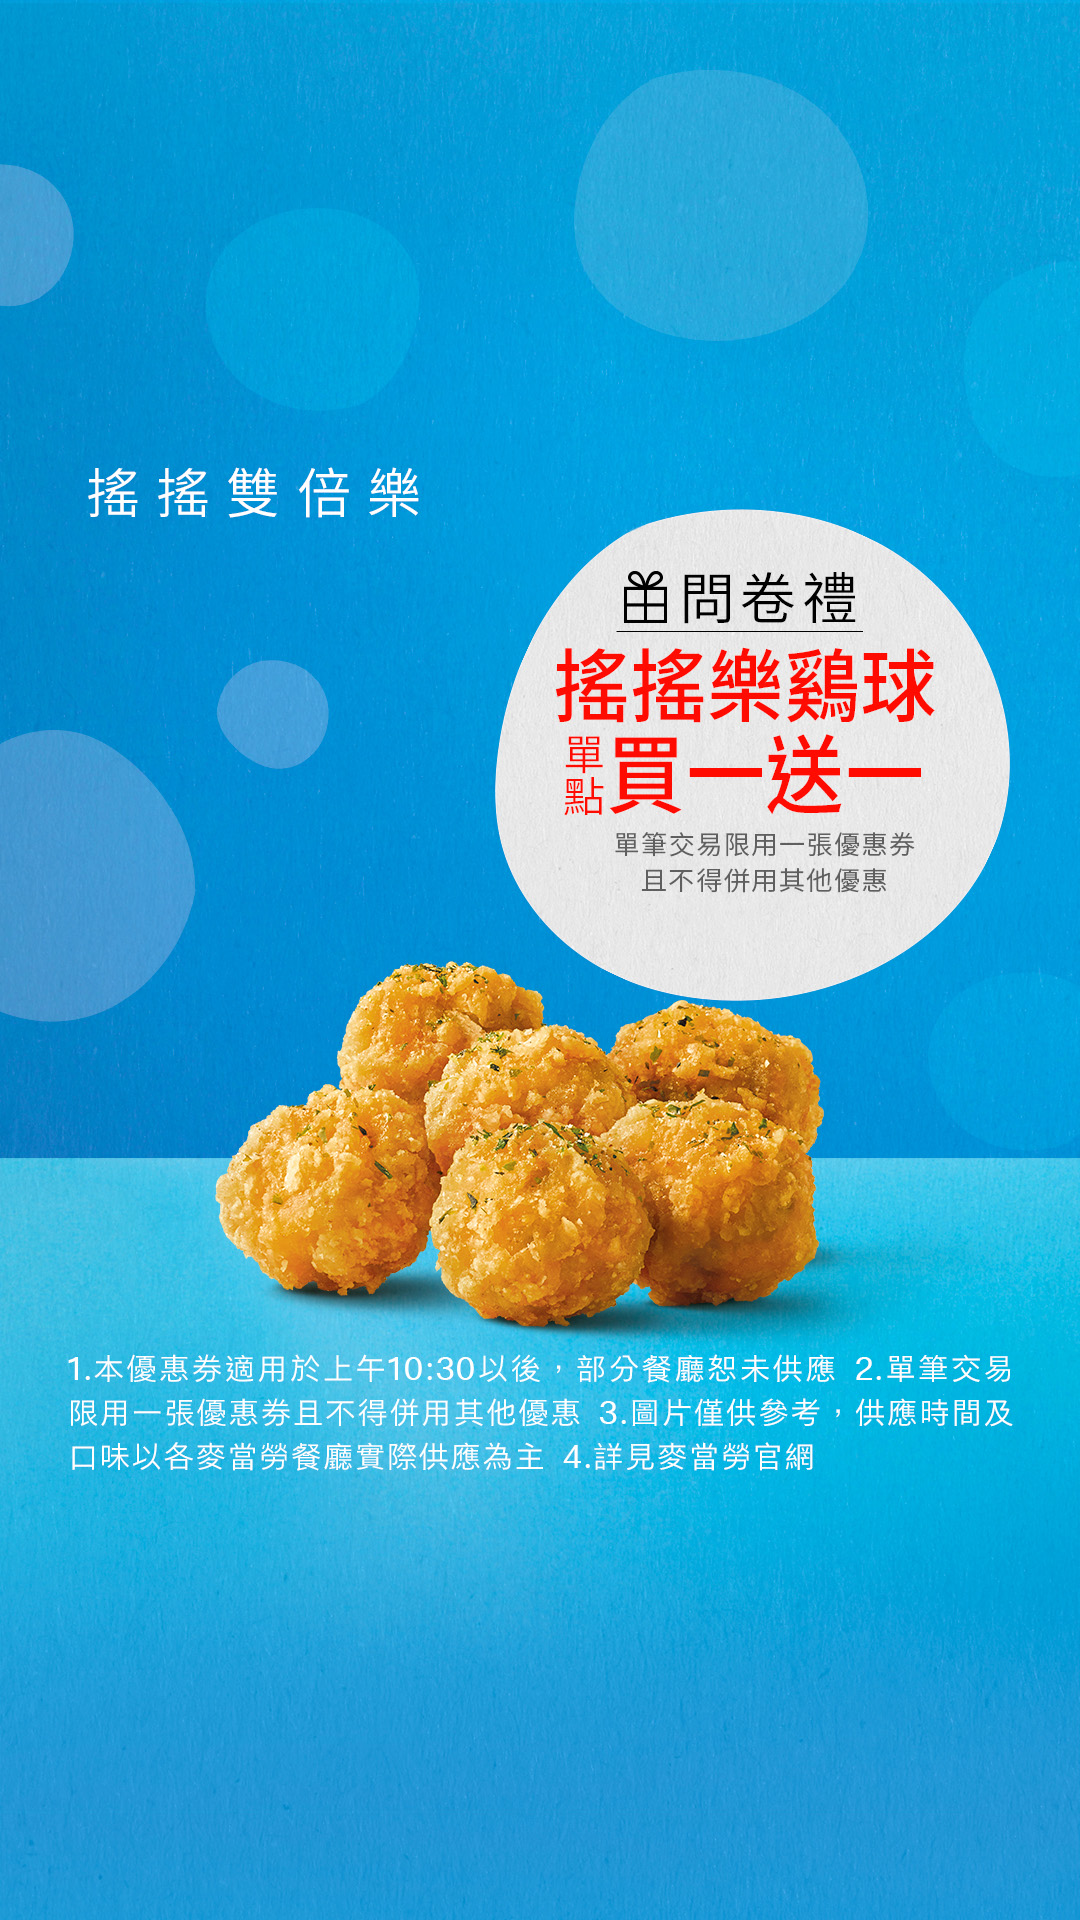 搖搖雙倍樂
問卷禮
搖搖樂鷄球
單點買一送一
單筆交易限用一張優惠券
且不得併用其他優惠
1.本優惠券適用於上午10:30以後，部分餐廳恕未供應 2.單筆交易
限用一張優惠券且不得併用其他優惠 3.圖片僅供參考，供應時間及
口味以各麥當勞餐廳實際供應為主 4.詳見麥當勞官網